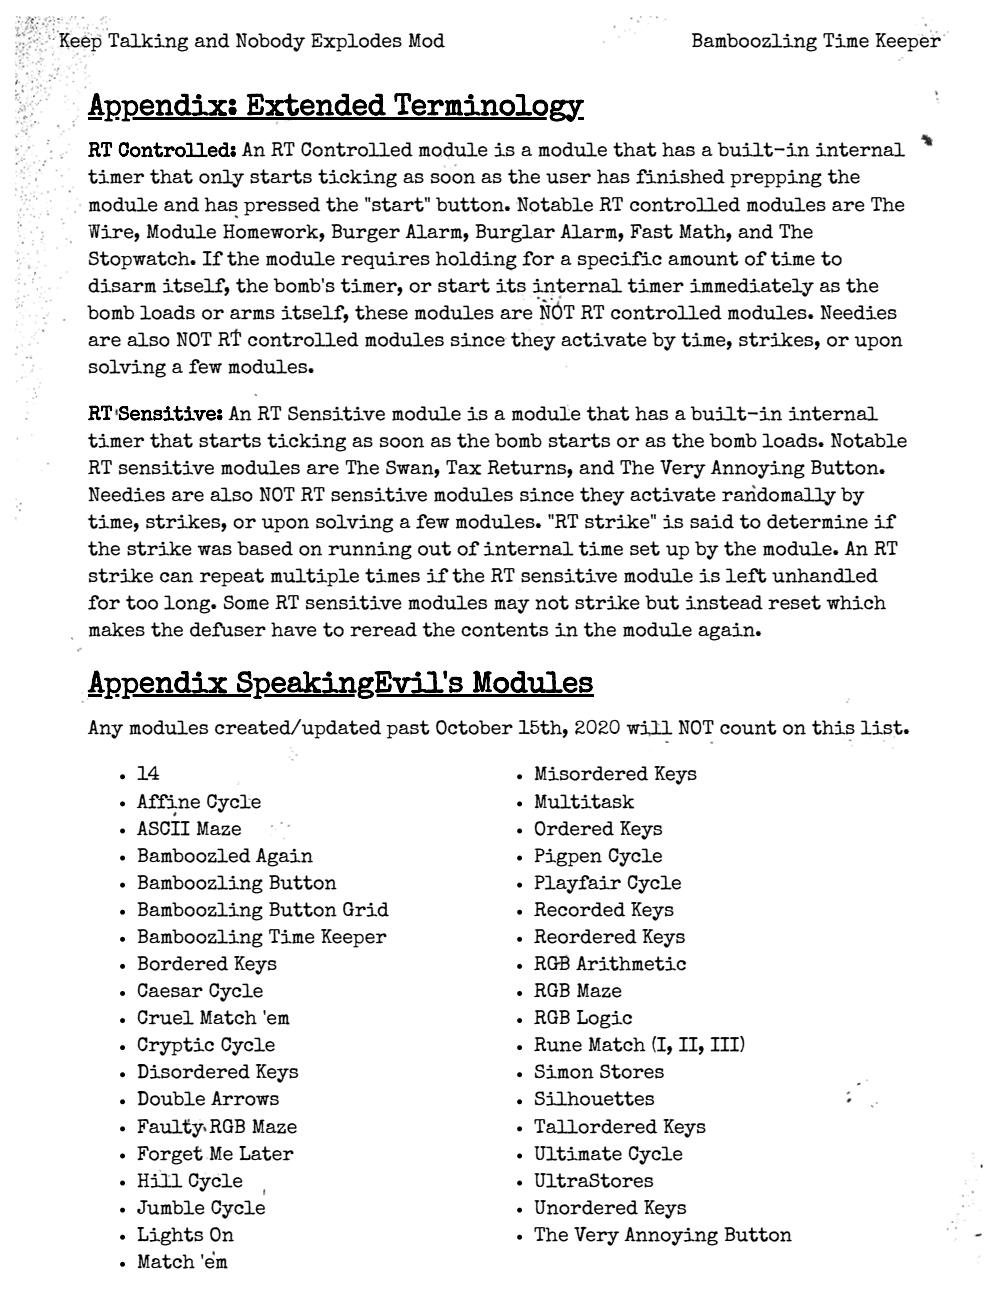 Keep Talking and Nobody Explodes Mod
Bamboozling Time Keeper
Appendix: Extended Terminology
RT Controlled: An RT Controlled module is a module that has a built-in internal
timer that only starts ticking as soon as the user has finished prepping the
module and has pressed the "start" button. Notable RT controlled modules are The
Wire, Module Homework, Burger Alarm, Burglar Alarm, Fast Math, and The
Stopwatch. If the module requires holding for a specific amount of time to
disarm itself, the bomb's timer, or start its internal timer immediately as the
bomb loads or arms itself, these modules are NOT RT controlled modules. Needies
are also NOT RT controlled modules since they activate by time, strikes, or upon
solving a few modules.
RT Sensitive: An RT Sensitive module is a module that has a built-in internal
timer that starts ticking as soon as the bomb starts or as the bomb loads. Notable
RT sensitive modules are The Swan, Tax Returns, and The Very Annoying Button.
Needies are also NOT RT sensitive modules since they activate randomally by
time, strikes, or upon solving a few modules. "RT strike" is said to determine if
the strike was based on running out of internal time set up by the module. An RT
strike can repeat multiple times if the RT sensitive module is left unhandled
for too long. Some RT sensitive modules may not strike but instead reset which
makes the defuser have to reread the contents in the module again.
Appendix SpeakingEvil's Modules
Any modules created/updated past October 15th, 2020 will NOT count on this list.
• 14
• Affine Cycle
• ASCII Maze
• Bamboozled Again
• Bamboozling Button
• Bamboozling Button Grid
• Bamboozling Time Keeper
• Bordered Keys
• Caesar Cycle
• Cruel Match 'em
• Cryptic Cycle
• Disordered Keys
• Double Arrows
• Faulty RGB Maze
• Forget Me Later
• Hill Cycle
• Jumble Cycle
• Lights On
• Match 'em
• Misordered Keys
• Multitask
• Ordered Keys
• Pigpen Cycle
• Playfair Cycle
• Recorded Keys
• Reordered Keys
• RGB Arithmetic
• RGB Maze
• RGB Logic
• Rune Match (I, II, III)
• Simon Stores
• Silhouettes
• Tallordered Keys
• Ultimate Cycle
• UltraStores
• Unordered Keys
• The Very Annoying Button